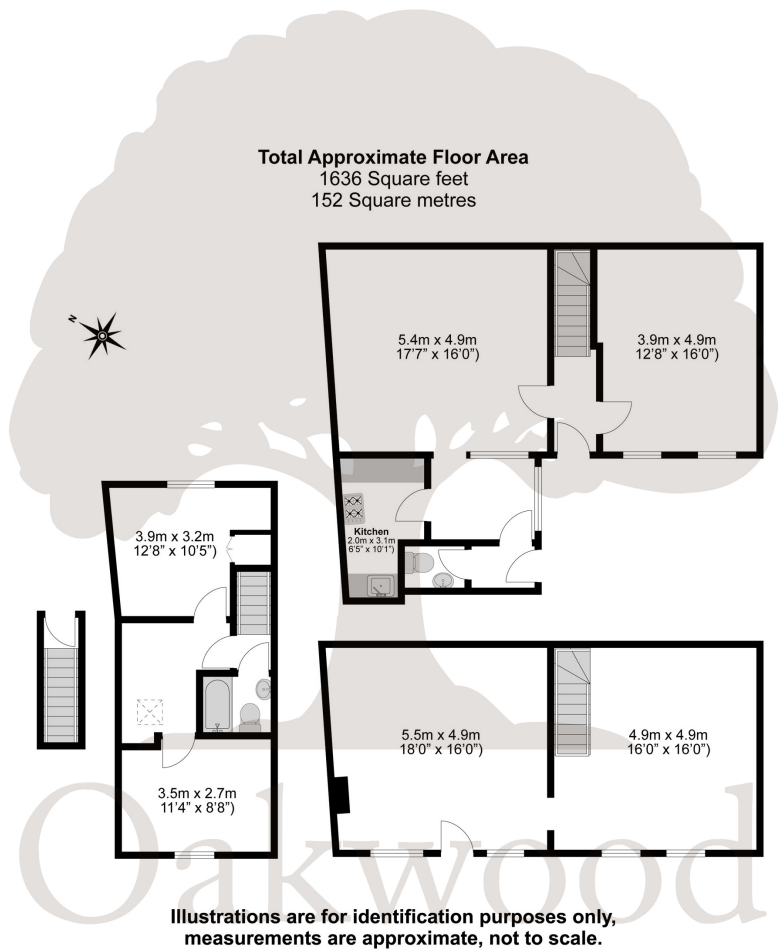 Total Approximate Floor Area
1636 Square feet
152 Square metres
N
5.4m x 4.9m
17'7" x 16'0")
3.9m x 4.9m
12'8" x 16'0")
Kitchen
2.0m x 3.1m
6'5" x 10'1")
3.9m x 3.2m
12'8" x 10'5")
3.5m x 2.7m
11'4" x 8'8")
5.5m x 4.9m
18'0" x 16'0")
4.9m x 4.9m
16'0" x 16'0")
Oakwood
Illustrations are for identification purposes only,
measurements are approximate, not to scale.